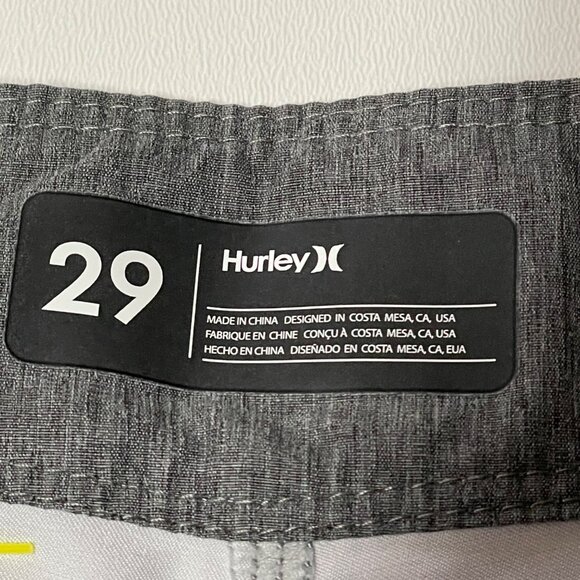 29
Hurley
MADE IN CHINA DESIGNED IN COSTA MESA, CA, USA
FABRIQUE EN CHINE CONÇU À COSTA MESA, CA, USA
HECHO EN CHINA DISEÑADO EN COSTA MESA, CA, EUA